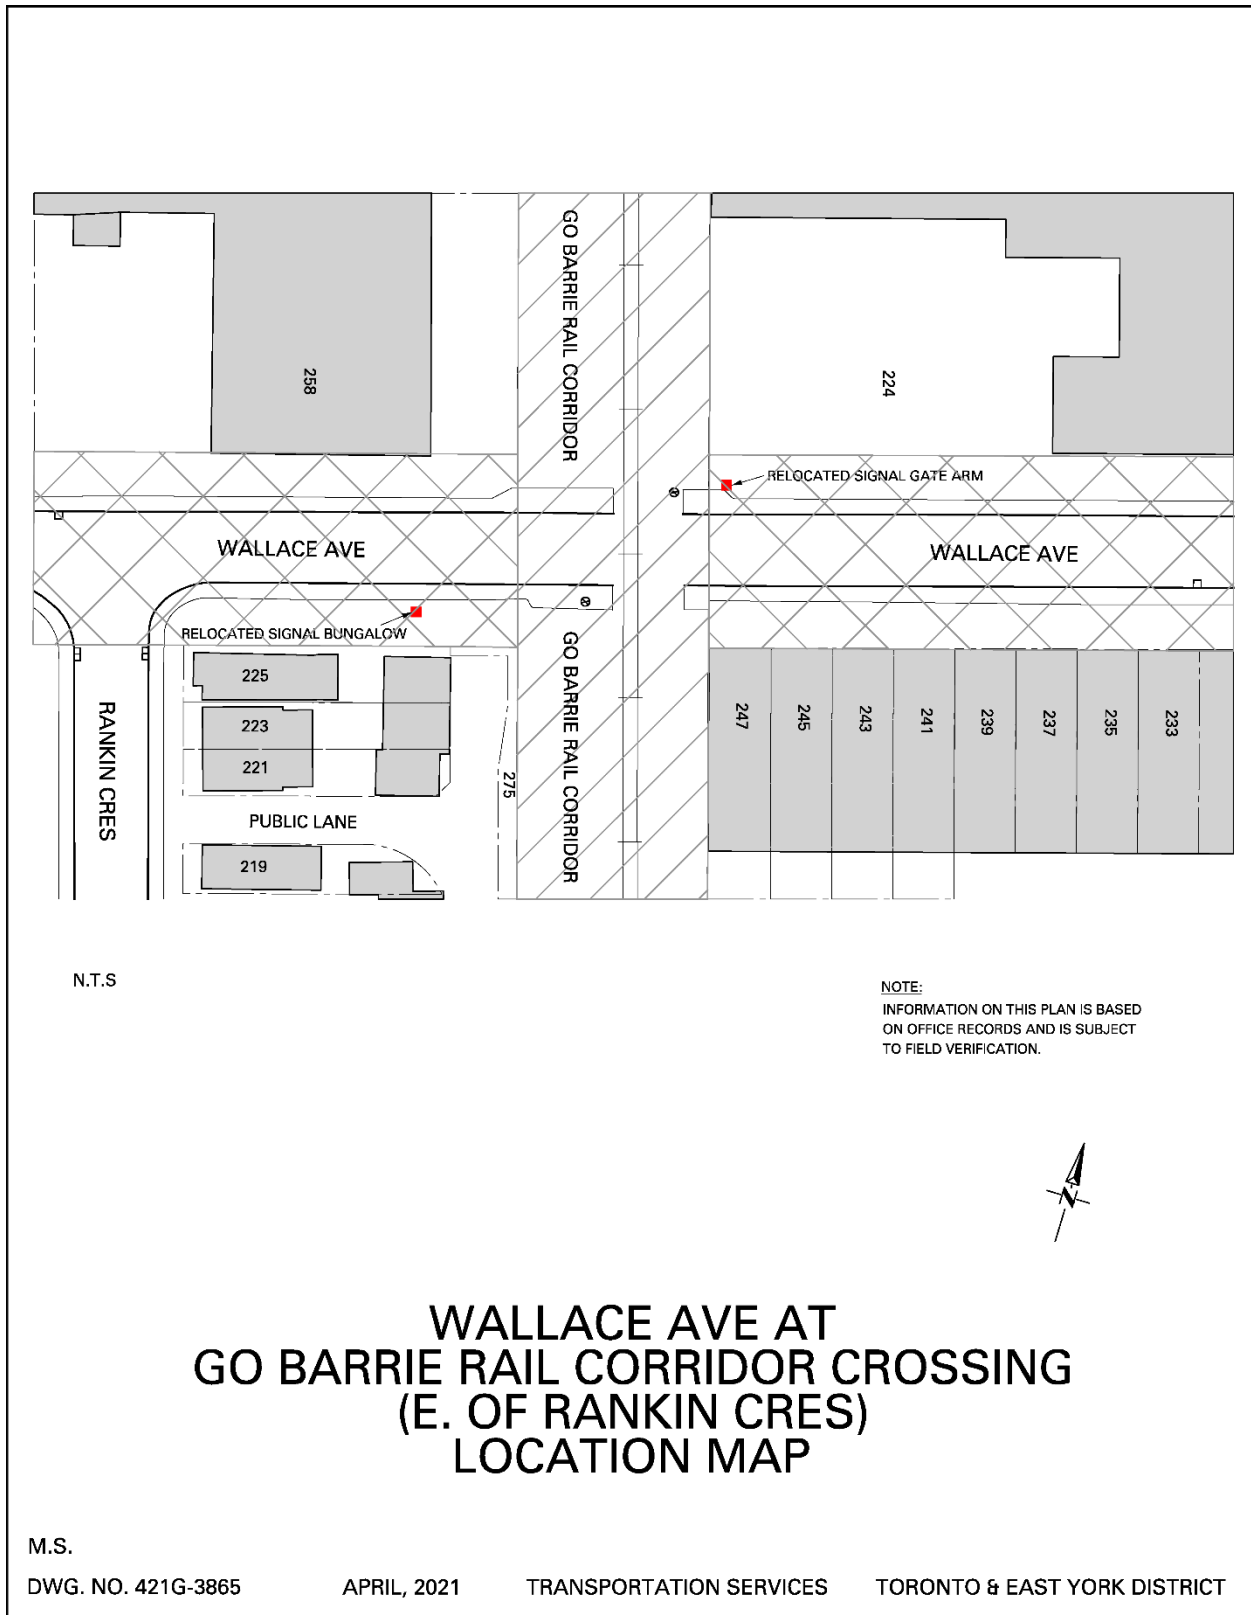 GO BARRIE RAIL CORRIDOR
258
224
RELOCATED SIGNAL GATE ARM
WALLACE AVE
WALLACE AVE
RELOCATED SIGNAL BUNGALOW
GO BARRIE RAIL CORRIDOR
225
223
221
RANKIN CRES
275
247
245
243
241
239
237
235
233
PUBLIC LANE
219
N.T.S
NOTE:
INFORMATION ON THIS PLAN IS BASED
ON OFFICE RECORDS AND IS SUBJECT
TO FIELD VERIFICATION.
N
WALLACE AVE AT
GO BARRIE RAIL CORRIDOR CROSSING
(E. OF RANKIN CRES)
LOCATION MAP
M.S.
DWG. NO. 421G-3865 APRIL, 2021 TRANSPORTATION SERVICES TORONTO & EAST YORK DISTRICT